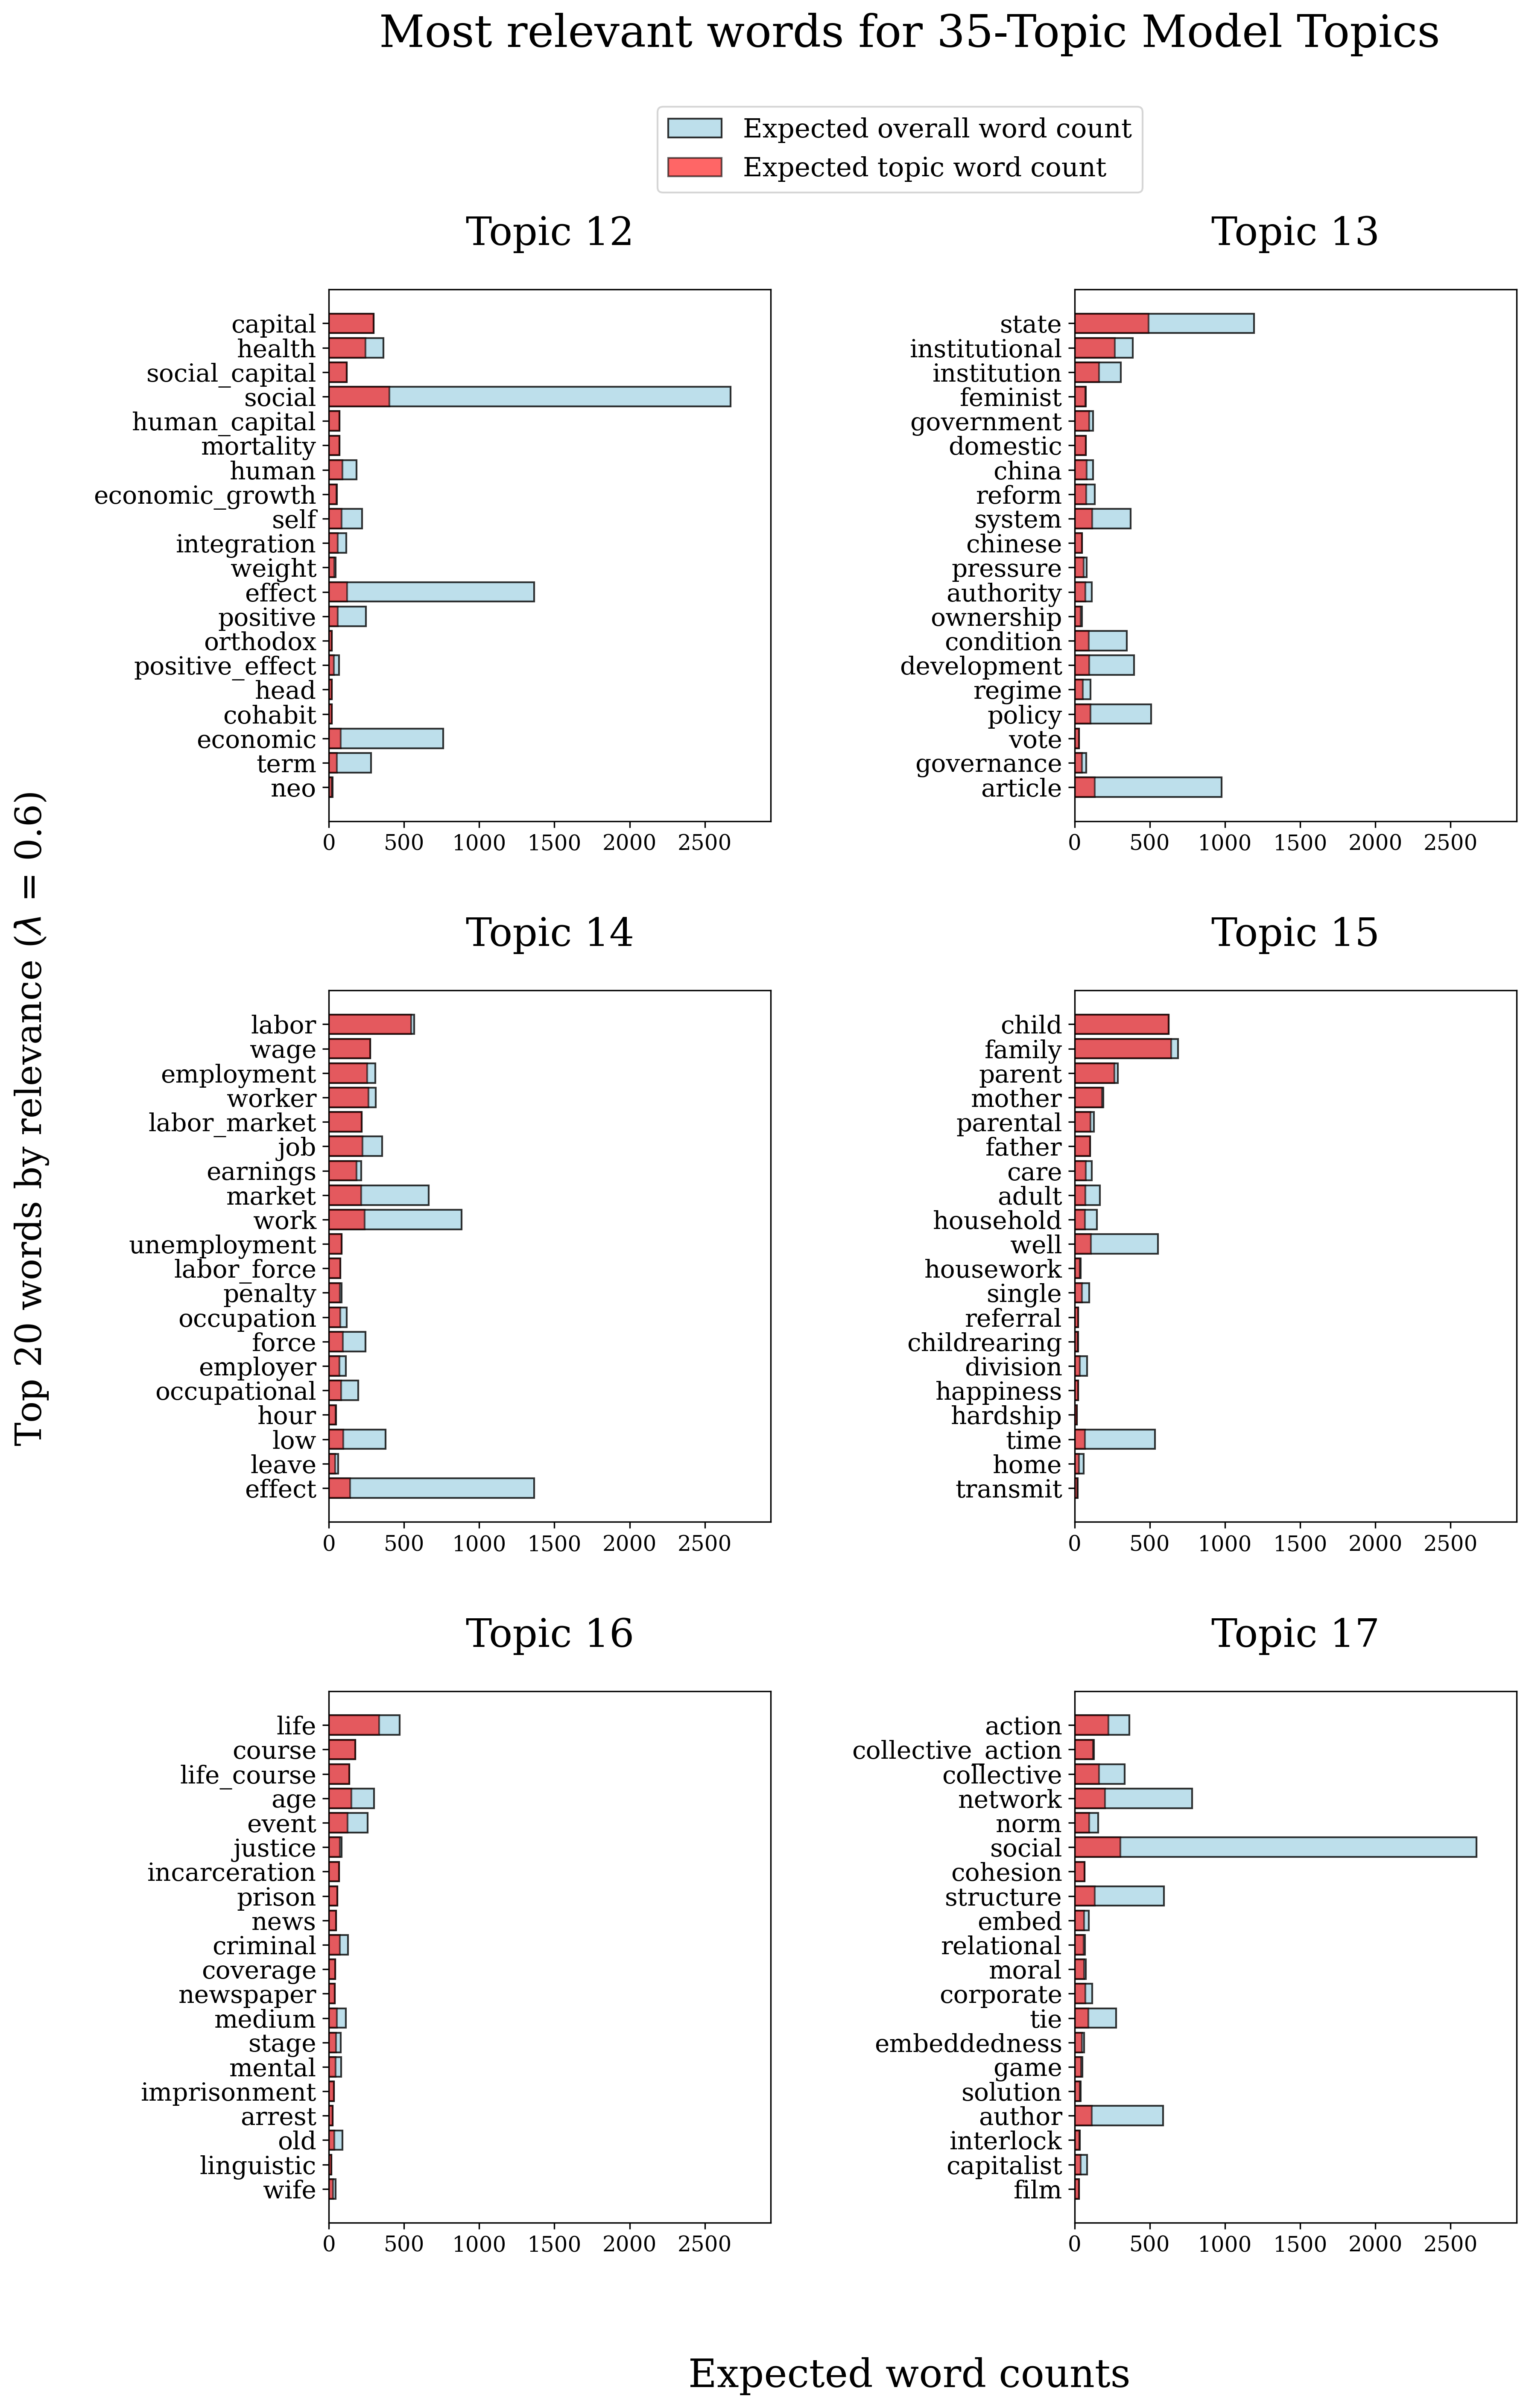 Most relevant words for 35-Topic Model Topics
Expected overall word count
Expected topic word count
Top 20 words by relevance (λ = 0.6)
Topic 12
capital
health
social_capital
social
human_capital
mortality
human
economic_growth
self
integration
weight
effect
positive
orthodox
positive_effect
head
cohabit
economic
term
neo
0 500 1000 1500 2000 2500
Topic 13
state
institutional
institution
feminist
government
domestic
china
reform
system
chinese
pressure
authority
ownership
condition
development
regime
policy
vote
governance
article
0 500 1000 1500 2000 2500
Topic 14
labor
wage
employment
worker
labor_market
job
earnings
market
work
unemployment
labor_force
penalty
occupation
force
employer
occupational
hour
low
leave
effect
0 500 1000 1500 2000 2500
Topic 15
child
family
parent
mother
parental
father
care
adult
household
well
housework
single
referral
childrearing
division
happiness
hardship
time
home
transmit
0 500 1000 1500 2000 2500
Topic 16
life
course
life_course
age
event
justice
incarceration
prison
news
criminal
coverage
newspaper
medium
stage
mental
imprisonment
arrest
old
linguistic
wife
0 500 1000 1500 2000 2500
Topic 17
action
collective_action
collective
network
norm
social
cohesion
structure
embed
relational
moral
corporate
tie
embeddedness
game
solution
author
interlock
capitalist
film
0 500 1000 1500 2000 2500
Expected word counts